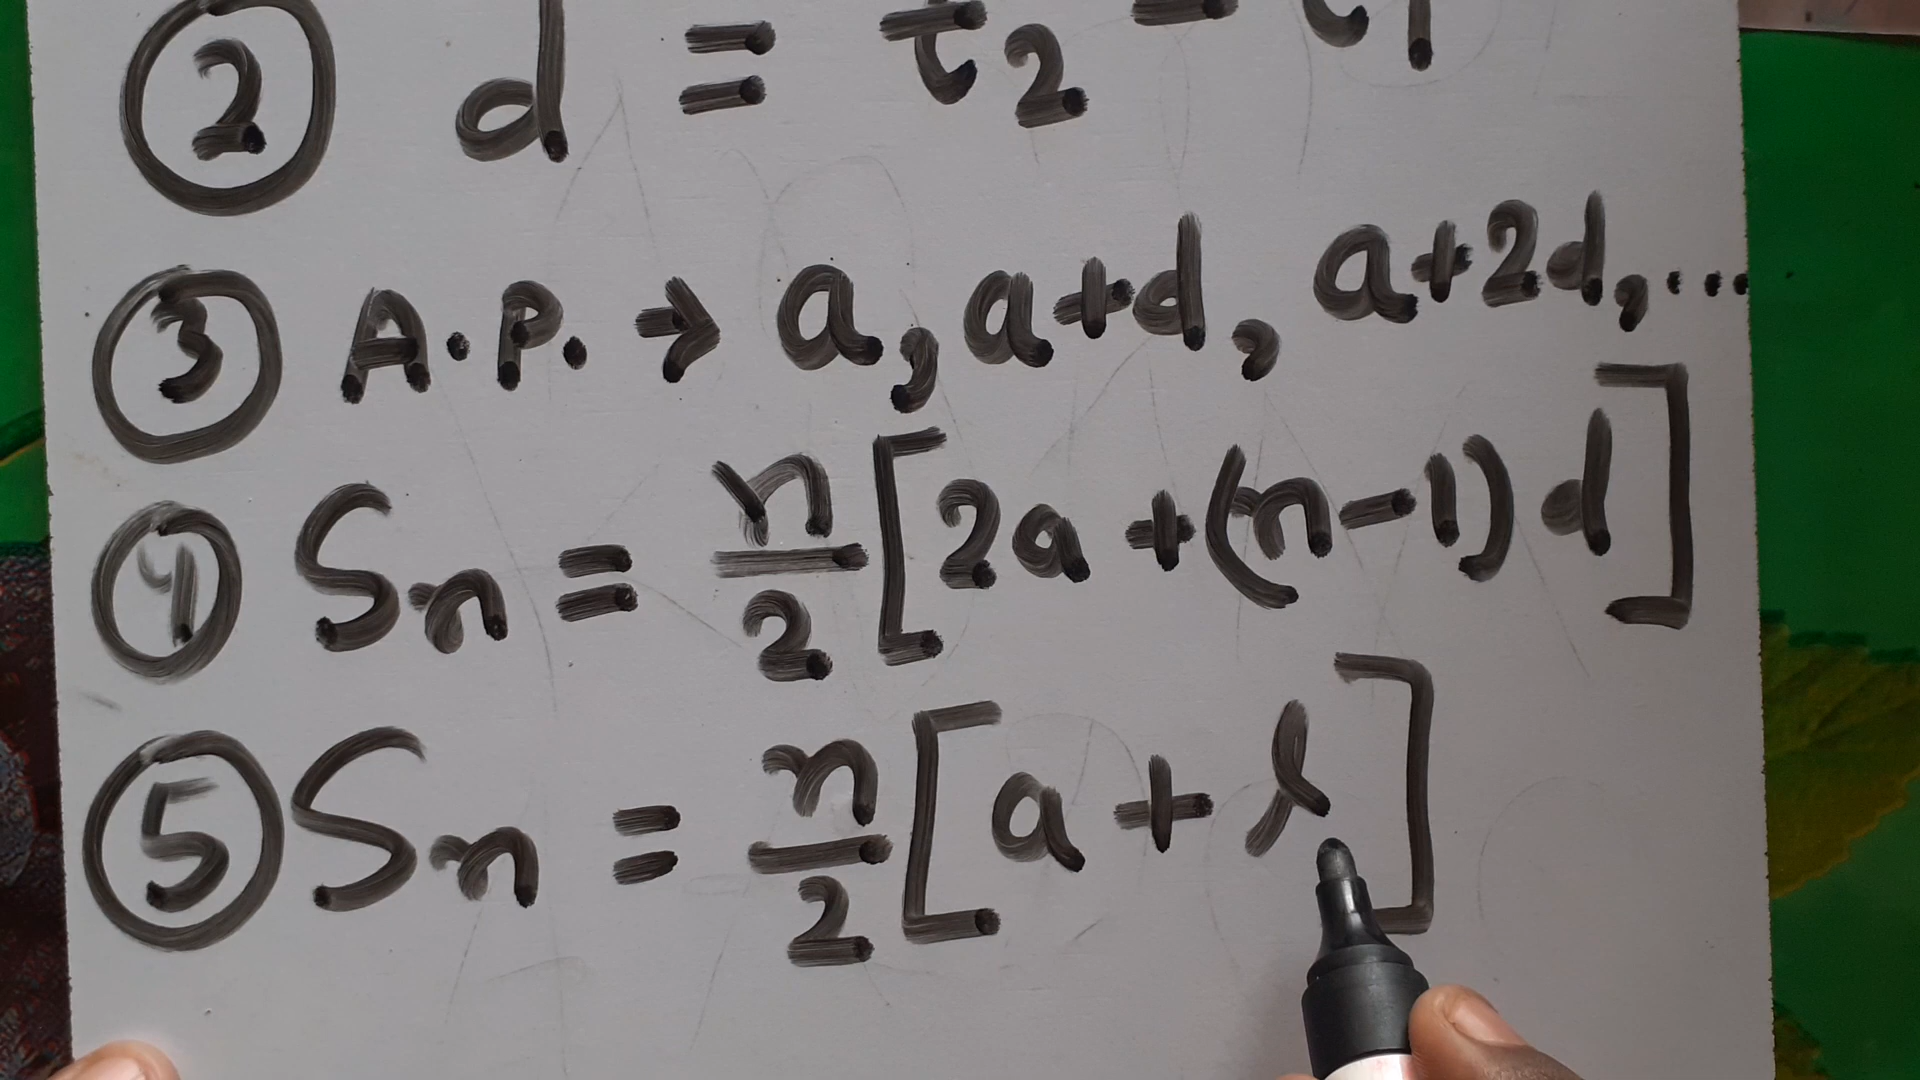 ② d = t₂ - t₁
③ A.P. → a, a+d, a+2d, ...
④ Sn = n/2 [2a + (n-1)d]
⑤ Sn = n/2 [a + l]